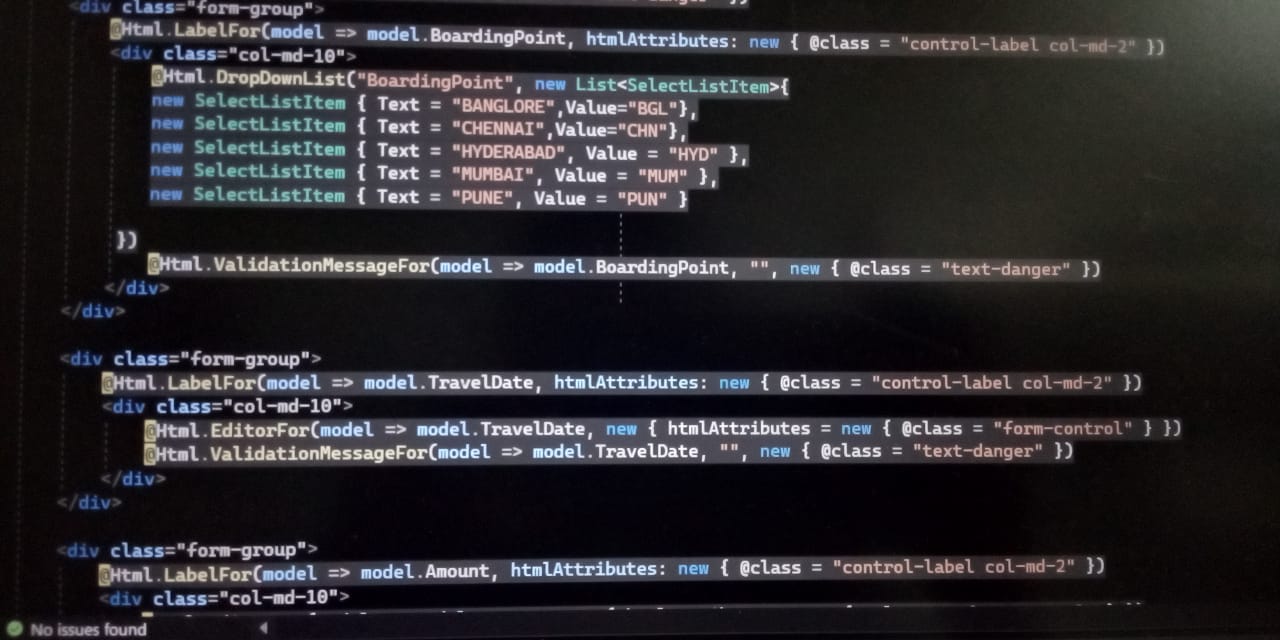 <div class="form-group">
@Html.LabelFor(model => model.BoardingPoint, htmlAttributes: new { @class = "control-label col-md-2" })
<div class="col-md-10">
@Html.DropDownList("BoardingPoint", new List<SelectListItem>{
new SelectListItem { Text = "BANGLORE",Value="BGL"},
new SelectListItem { Text = "CHENNAI",Value="CHN"},
new SelectListItem { Text = "HYDERABAD", Value = "HYD" },
new SelectListItem { Text = "MUMBAI", Value = "MUM" },
new SelectListItem { Text = "PUNE", Value = "PUN" }
})
@Html.ValidationMessageFor(model => model.BoardingPoint, "", new { @class = "text-danger" })
</div>
</div>
<div class="form-group">
@Html.LabelFor(model => model.TravelDate, htmlAttributes: new { @class = "control-label col-md-2" })
<div class="col-md-10">
@Html.EditorFor(model => model.TravelDate, new { htmlAttributes = new { @class = "form-control" } })
@Html.ValidationMessageFor(model => model.TravelDate, "", new { @class = "text-danger" })
</div>
</div>
<div class="form-group">
@Html.LabelFor(model => model.Amount, htmlAttributes: new { @class = "control-label col-md-2" })
<div class="col-md-10">
No issues found